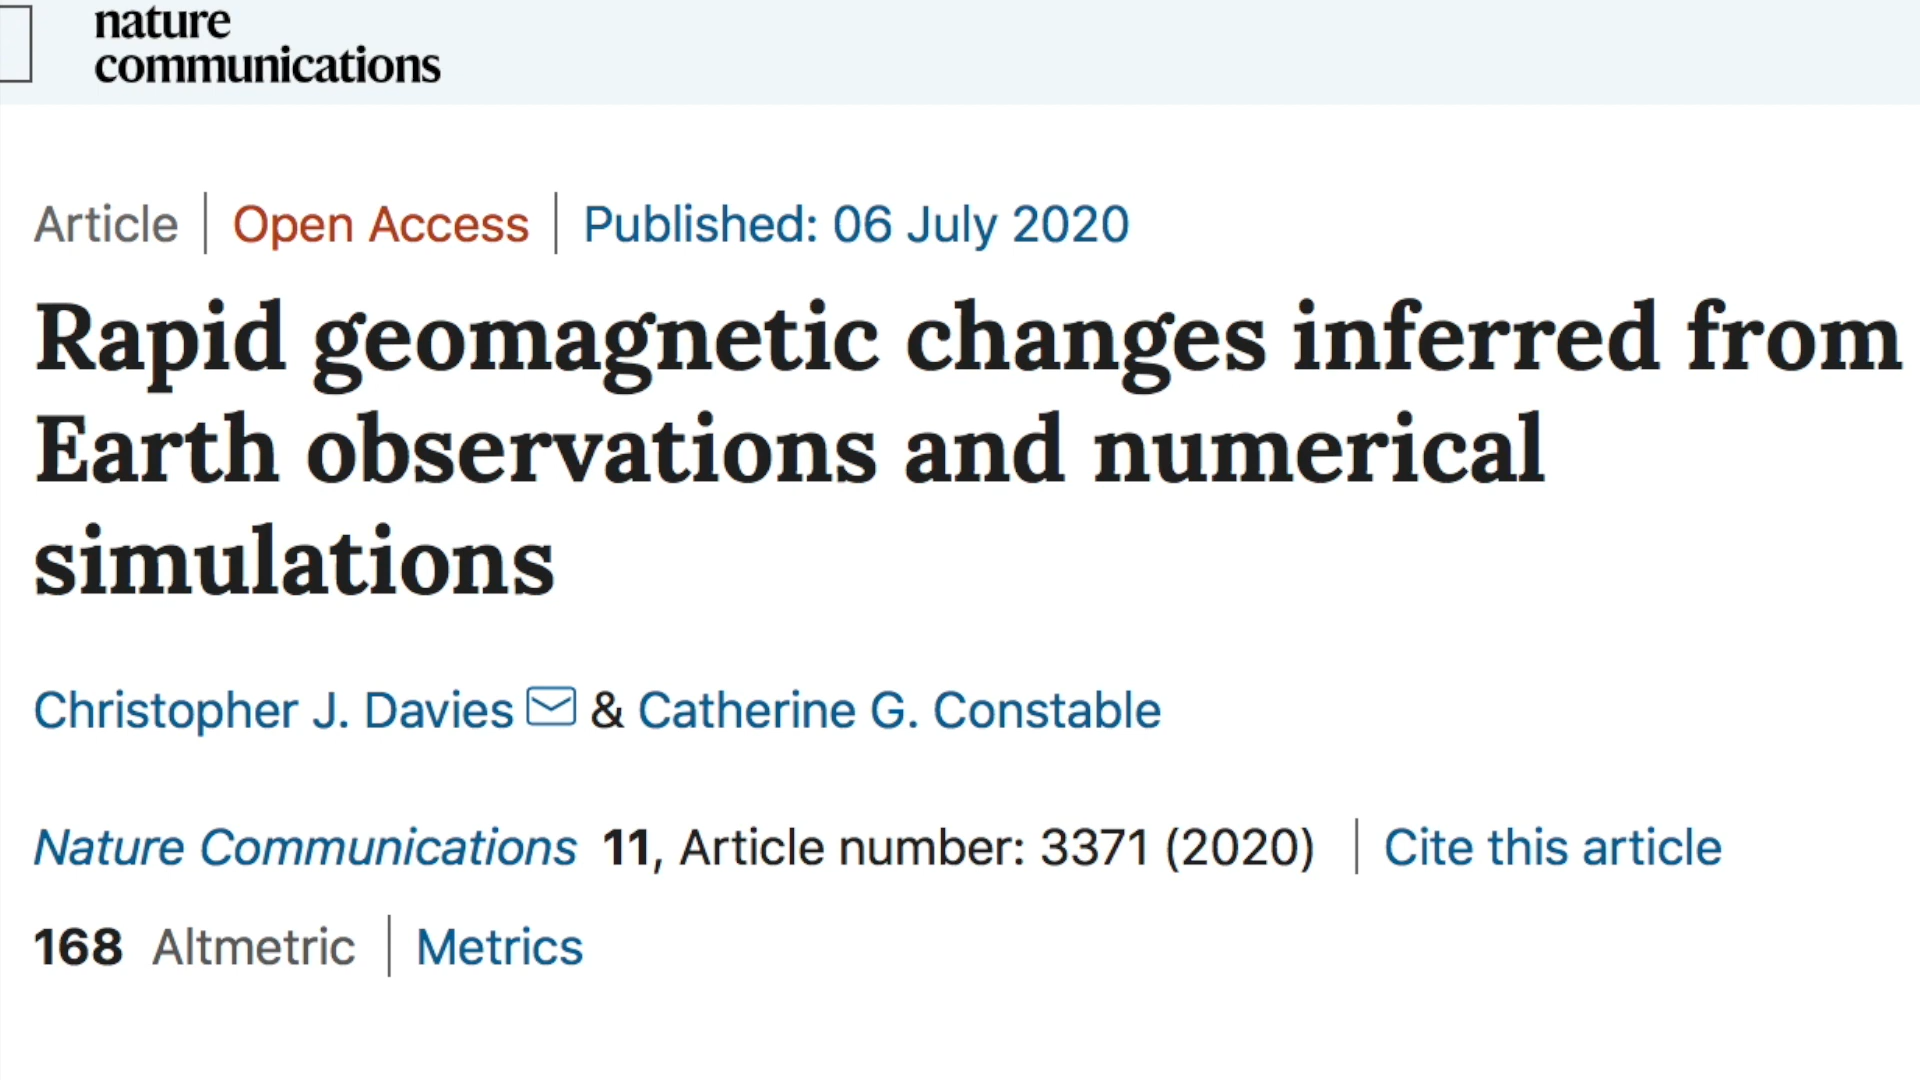 nature
communications
Article | Open Access | Published: 06 July 2020
Rapid geomagnetic changes inferred from
Earth observations and numerical
simulations
Christopher J. Davies & Catherine G. Constable
Nature Communications 11, Article number: 3371 (2020) | Cite this article
168 Altmetric | Metrics